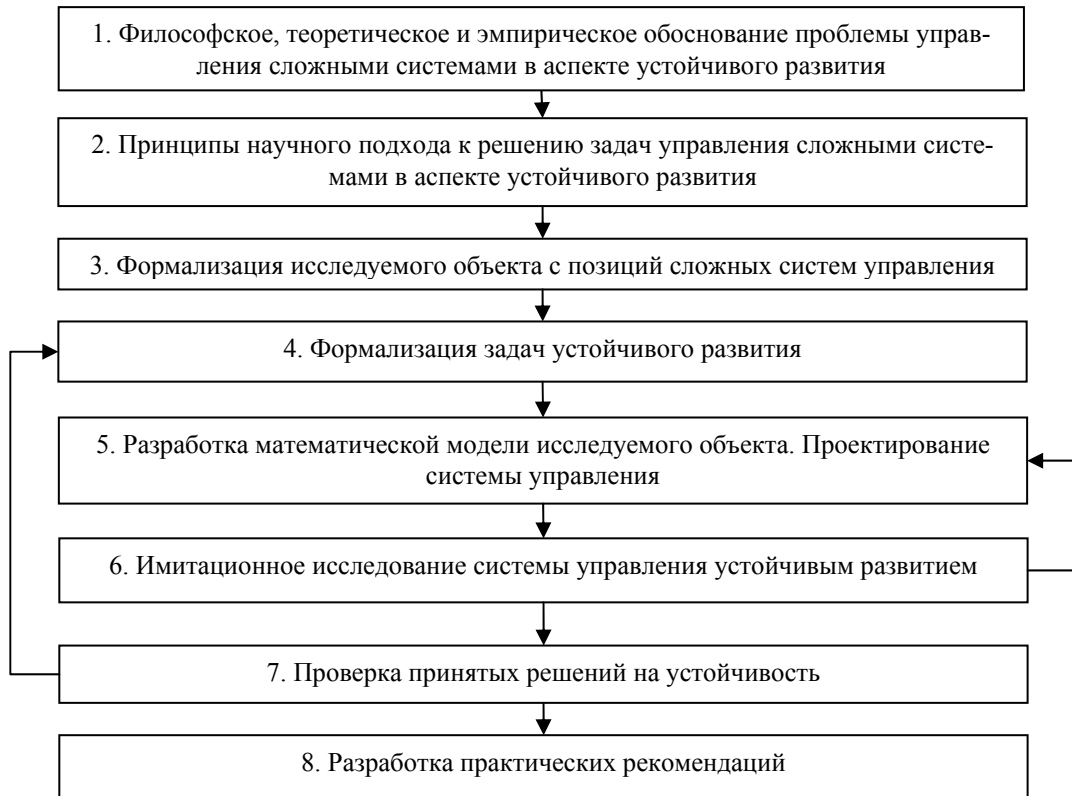 1. Философское, теоретическое и эмпирическое обоснование проблемы управ-
ления сложными системами в аспекте устойчивого развития
2. Принципы научного подхода к решению задач управления сложными систе-
мами в аспекте устойчивого развития
3. Формализация исследуемого объекта с позиций сложных систем управления
4. Формализация задач устойчивого развития
5. Разработка математической модели исследуемого объекта. Проектирование
системы управления
6. Имитационное исследование системы управления устойчивым развитием
7. Проверка принятых решений на устойчивость
8. Разработка практических рекомендаций